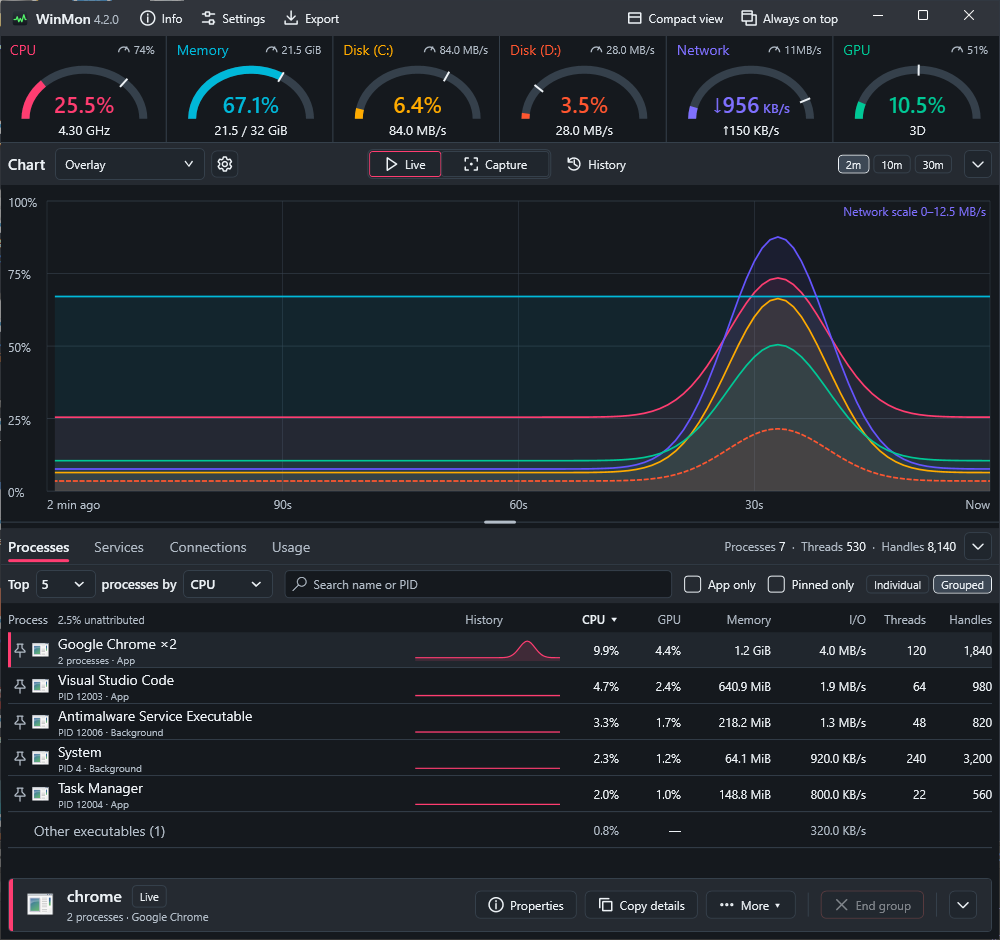 WinMon 4.2.0 Info Settings Export Compact view Always on top
CPU 74% Memory 21.5 GiB Disk (C:) 84.0 MB/s Disk (D:) 28.0 MB/s Network 11MB/s GPU 51%
25.5% 67.1% 6.4% 3.5% ↓956 KB/s 10.5%
4.30 GHz 21.5 / 32 GiB 84.0 MB/s 28.0 MB/s ↑150 KB/s 3D
Chart Overlay Live Capture History 2m 10m 30m
100%
Network scale 0–12.5 MB/s
75%
50%
25%
0%
2 min ago 90s 60s 30s Now
Processes Services Connections Usage Processes 7 · Threads 530 · Handles 8,140
Top 5 processes by CPU Search name or PID App only Pinned only Individual Grouped
Process 2.5% unattributed History CPU ▼ GPU Memory I/O Threads Handles
Google Chrome ×2 9.9% 4.4% 1.2 GiB 4.0 MB/s 120 1,840
2 processes · App
Visual Studio Code 4.7% 2.4% 640.9 MiB 1.9 MB/s 64 980
PID 12003 · App
Antimalware Service Executable 3.3% 1.7% 218.2 MiB 1.3 MB/s 48 820
PID 12006 · Background
System 2.3% 1.2% 64.1 MiB 920.0 KB/s 240 3,200
PID 4 · Background
Task Manager 2.0% 1.0% 148.8 MiB 800.0 KB/s 22 560
PID 12004 · App
Other executables (1) 0.8% — 320.0 KB/s
chrome Live
2 processes · Google Chrome
Properties Copy details More End group